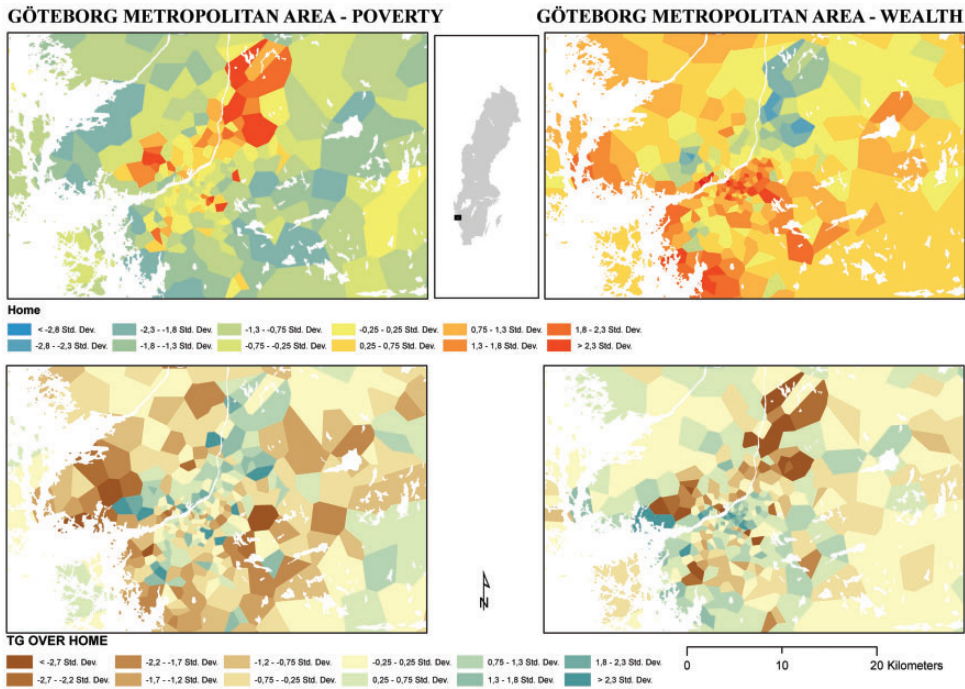 GÖTEBORG METROPOLITAN AREA - POVERTY
GÖTEBORG METROPOLITAN AREA - WEALTH
Home
< -2,8 Std. Dev. -2,3 - -1,8 Std. Dev. -1,3 - -0,75 Std. Dev. -0,25 - 0,25 Std. Dev. 0,75 - 1,3 Std. Dev. 1,8 - 2,3 Std. Dev.
-2,8 - -2,3 Std. Dev. -1,8 - -1,3 Std. Dev. -0,75 - -0,25 Std. Dev. 0,25 - 0,75 Std. Dev. 1,3 - 1,8 Std. Dev. > 2,3 Std. Dev.
N
TG OVER HOME
< -2,7 Std. Dev. -2,2 - -1,7 Std. Dev. -1,2 - -0,75 Std. Dev. -0,25 - 0,25 Std. Dev. 0,75 - 1,3 Std. Dev. 1,8 - 2,3 Std. Dev.
-2,7 - -2,2 Std. Dev. -1,7 - -1,2 Std. Dev. -0,75 - -0,25 Std. Dev. 0,25 - 0,75 Std. Dev. 1,3 - 1,8 Std. Dev. > 2,3 Std. Dev.
0 10 20 Kilometers